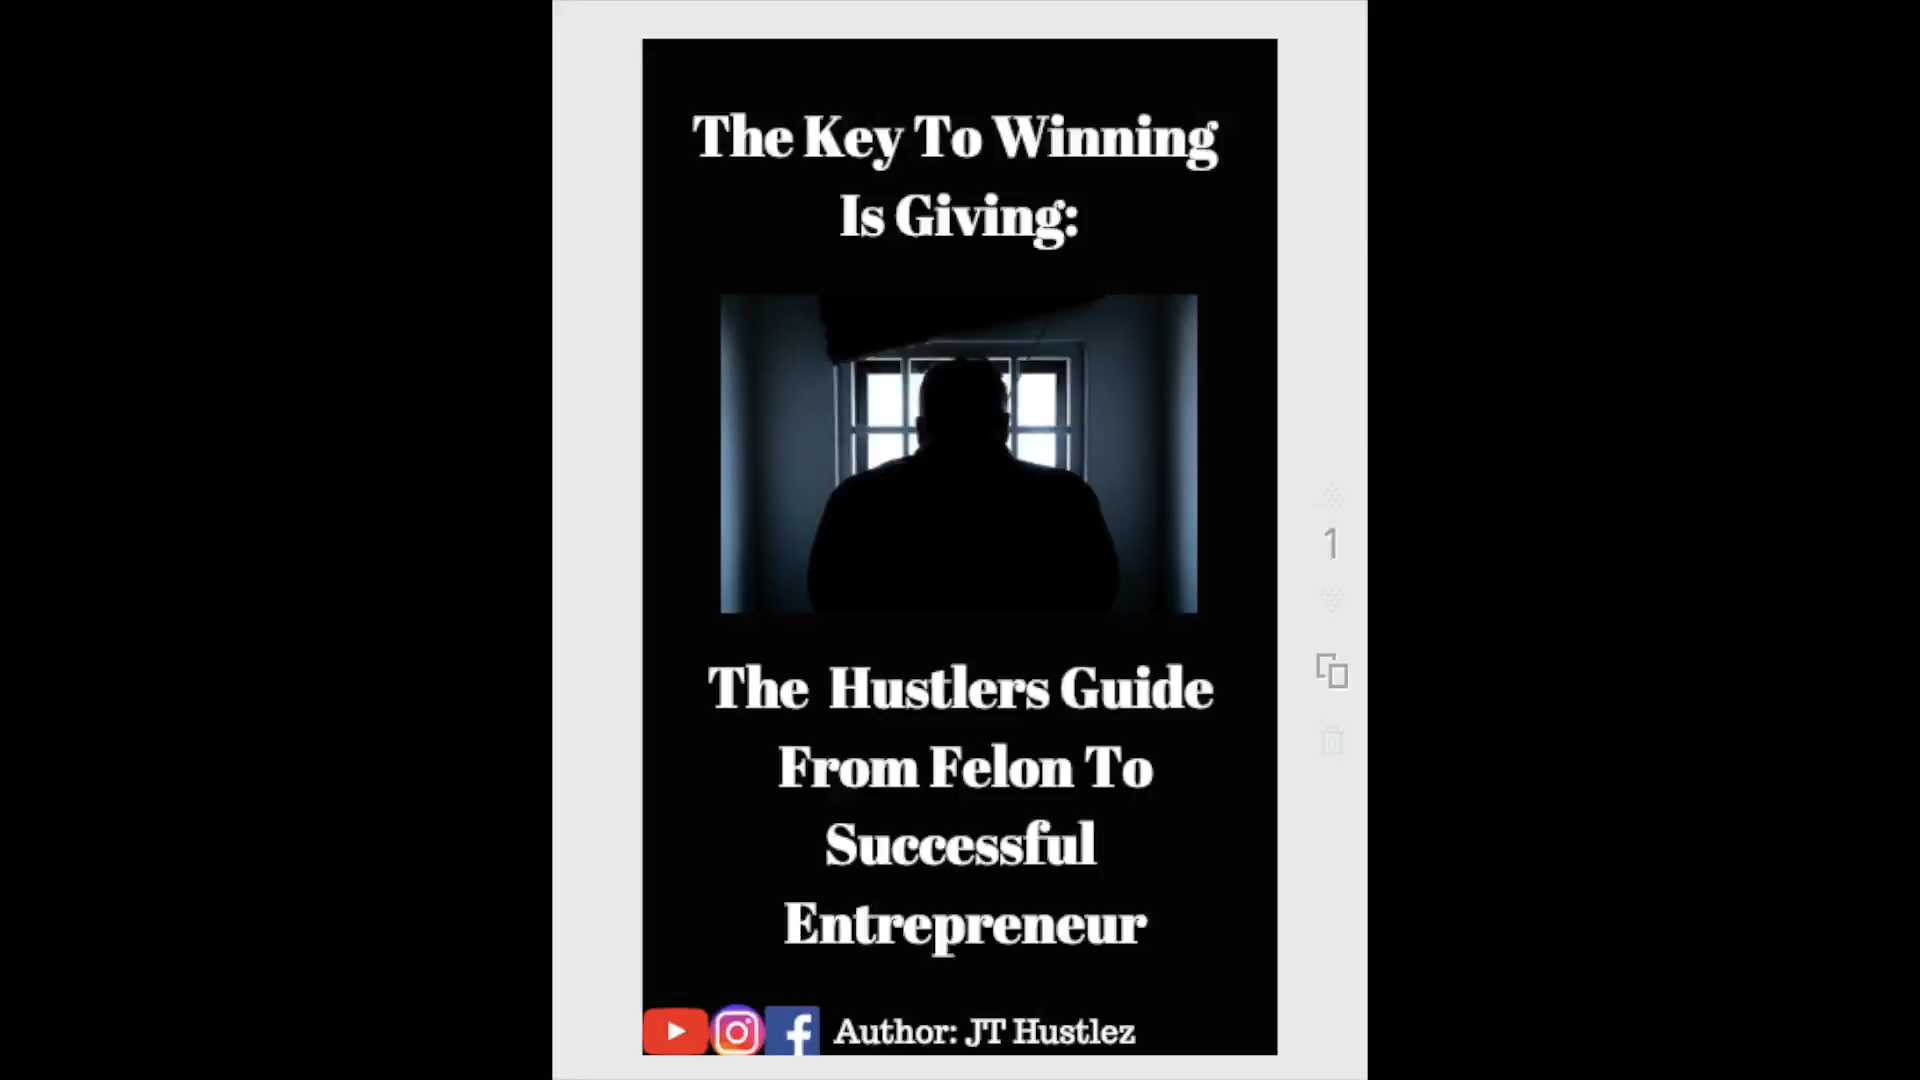 The Key To Winning
Is Giving:
The Hustlers Guide
From Felon To
Successful
Entrepreneur
Author: JT Hustlez
1